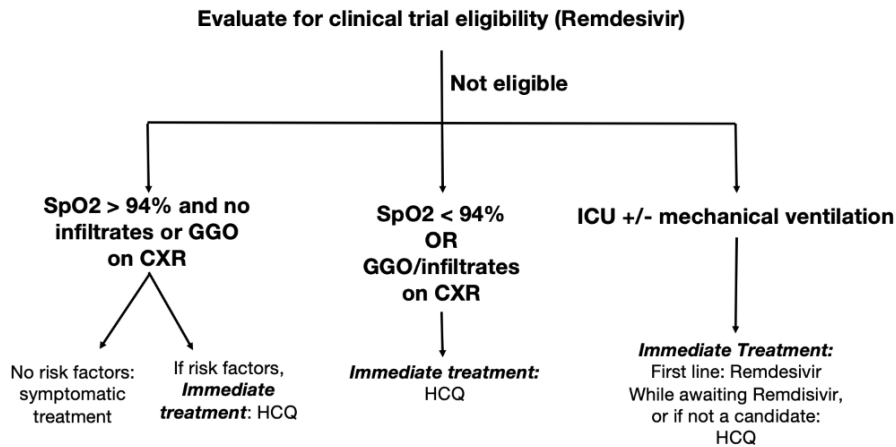 Evaluate for clinical trial eligibility (Remdesivir)
Not eligible
SpO2 > 94% and no
infiltrates or GGO
on CXR
No risk factors:
symptomatic
treatment
If risk factors,
Immediate
treatment: HCQ
SpO2 < 94%
OR
GGO/infiltrates
on CXR
Immediate treatment:
HCQ
ICU +/- mechanical ventilation
Immediate Treatment:
First line: Remdesivir
While awaiting Remdisivir,
or if not a candidate:
HCQ